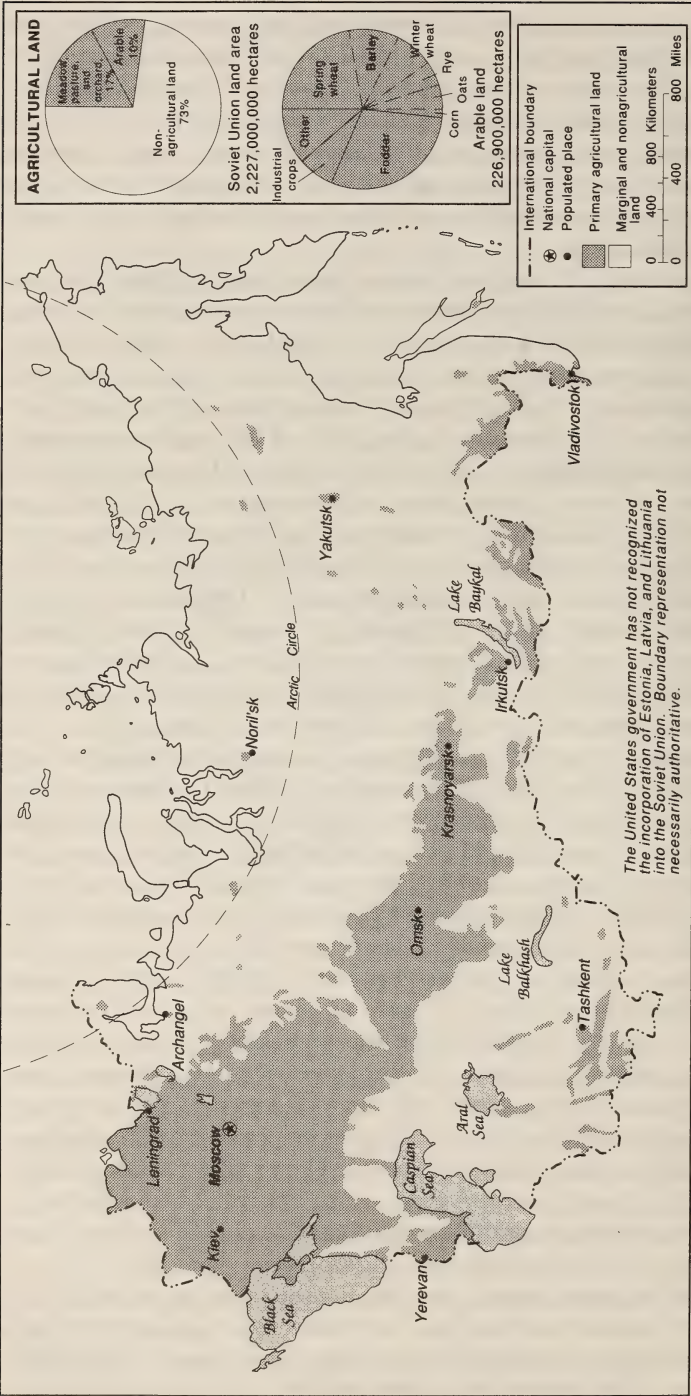 AGRICULTURAL LAND
Meadow,
pasture,
and
orchard,
17%
Arable
10%
Non-
agricultural land
73%
Soviet Union land area
2,227,000,000 hectares
Industrial
crops
Other
Spring
wheat
Barley
Winter
wheat
Rye
Oats
Corn
Fodder
Arable land
226,900,000 hectares
International boundary
National capital
Populated place
Primary agricultural land
Marginal and nonagricultural
land
0 400 800 Kilometers
0 400 800 Miles
Arctic Circle
Noril'sk
Archangel
Leningrad
Moscow
Kiev
Black
Sea
Yerevan
Caspian
Sea
Aral
Sea
Tashkent
Lake
Balkhash
Omsk
Krasnoyarsk
Irkutsk
Lake
Baykal
Yakutsk
Vladivostok
The United States government has not recognized
the incorporation of Estonia, Latvia, and Lithuania
into the Soviet Union. Boundary representation not
necessarily authoritative.